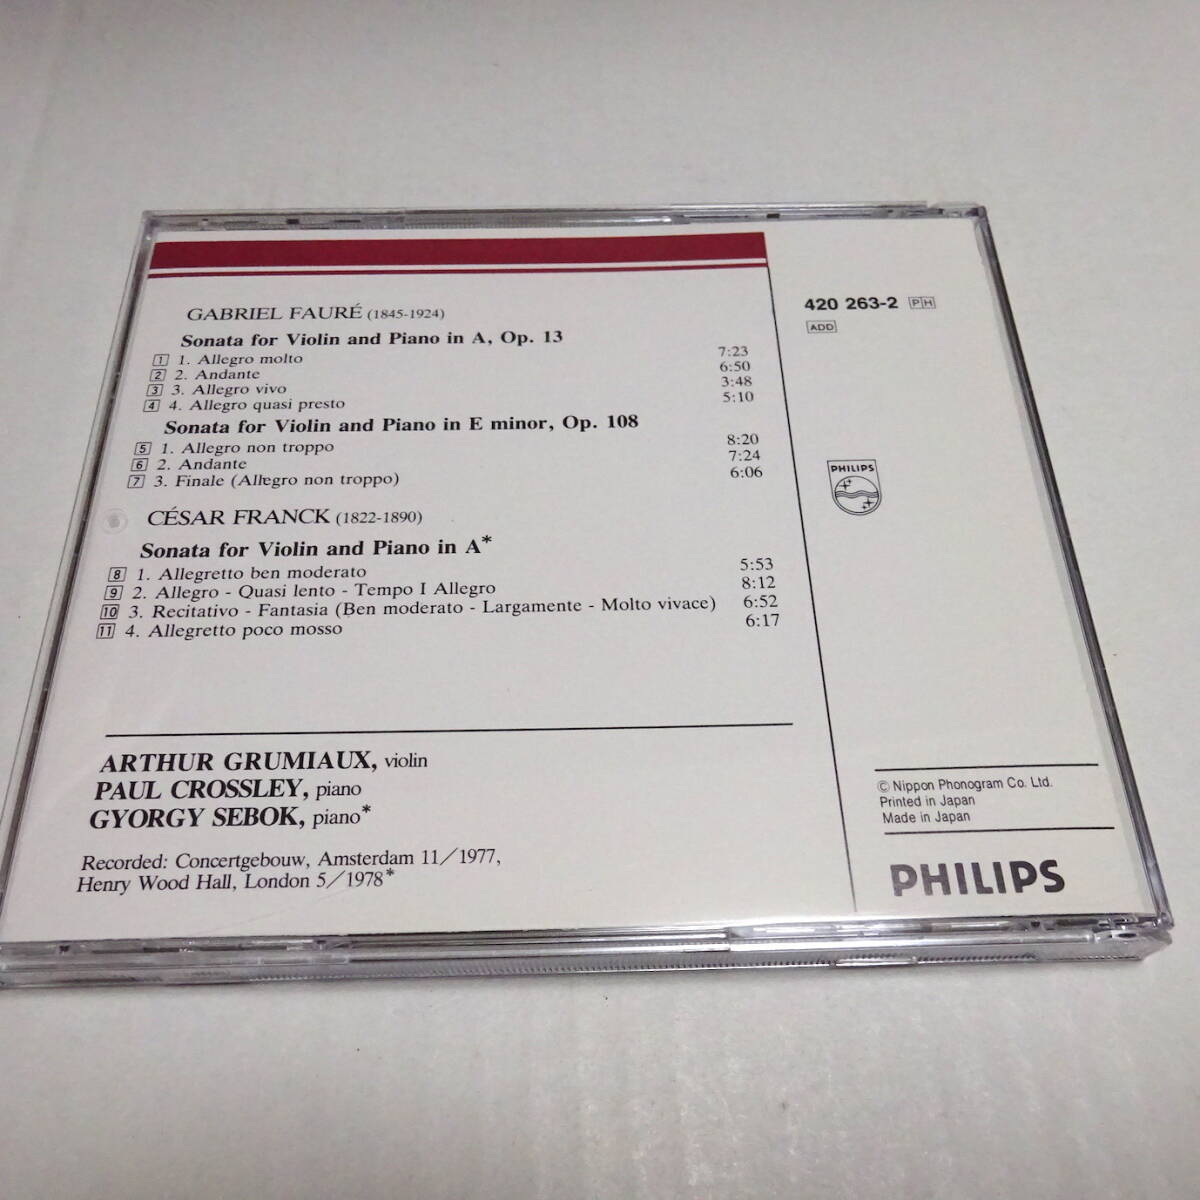 GABRIEL FAURÉ (1845-1924)
Sonata for Violin and Piano in A, Op. 13
1 1. Allegro molto 7:23
2 2. Andante 6:50
3 3. Allegro vivo 3:48
4 4. Allegro quasi presto 5:10
Sonata for Violin and Piano in E minor, Op. 108
5 1. Allegro non troppo 8:20
6 2. Andante 7:24
7 3. Finale (Allegro non troppo) 6:06
CÉSAR FRANCK (1822-1890)
Sonata for Violin and Piano in A*
8 1. Allegretto ben moderato 5:53
9 2. Allegro - Quasi lento - Tempo I Allegro 8:12
10 3. Recitativo - Fantasia (Ben moderato - Largamente - Molto vivace) 6:52
11 4. Allegretto poco mosso 6:17
ARTHUR GRUMIAUX, violin
PAUL CROSSLEY, piano
GYORGY SEBOK, piano*
Recorded: Concertgebouw, Amsterdam 11/1977,
Henry Wood Hall, London 5/1978*
420 263-2 PH
ADD
PHILIPS
© Nippon Phonogram Co. Ltd.
Printed in Japan
Made in Japan
PHILIPS